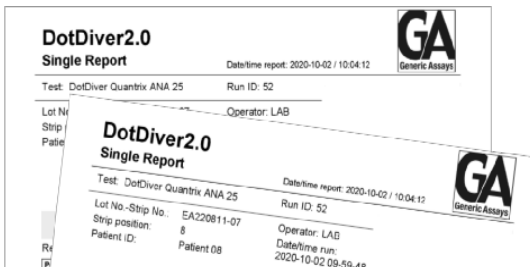 DotDiver2.0
Single Report
Date/time report: 2020-10-02 / 10:04:12
GA
Generic Assays
Test: DotDiver Quantrix ANA 25
Run ID: 52
Lot No
Operator: LAB
Strip
Patie
Re
DotDiver2.0
Single Report
Date/time report: 2020-10-02 / 10:04:12
GA
Generic Assays
Test: DotDiver Quantrix ANA 25
Run ID: 52
Lot No.-Strip No.: EA220811-07
Operator: LAB
Strip position: 8
Date/time run:
Patient ID: Patient 08
2020-10-02 09-59-48